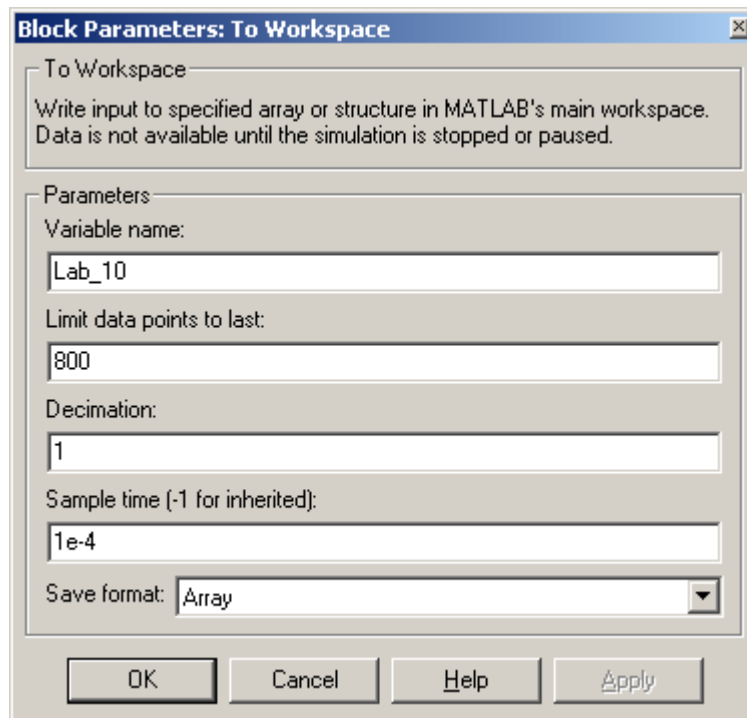 Block Parameters: To Workspace
To Workspace
Write input to specified array or structure in MATLAB's main workspace.
Data is not available until the simulation is stopped or paused.
Parameters
Variable name:
Lab_10
Limit data points to last:
800
Decimation:
1
Sample time (-1 for inherited):
1e-4
Save format: Array
OK Cancel Help Apply